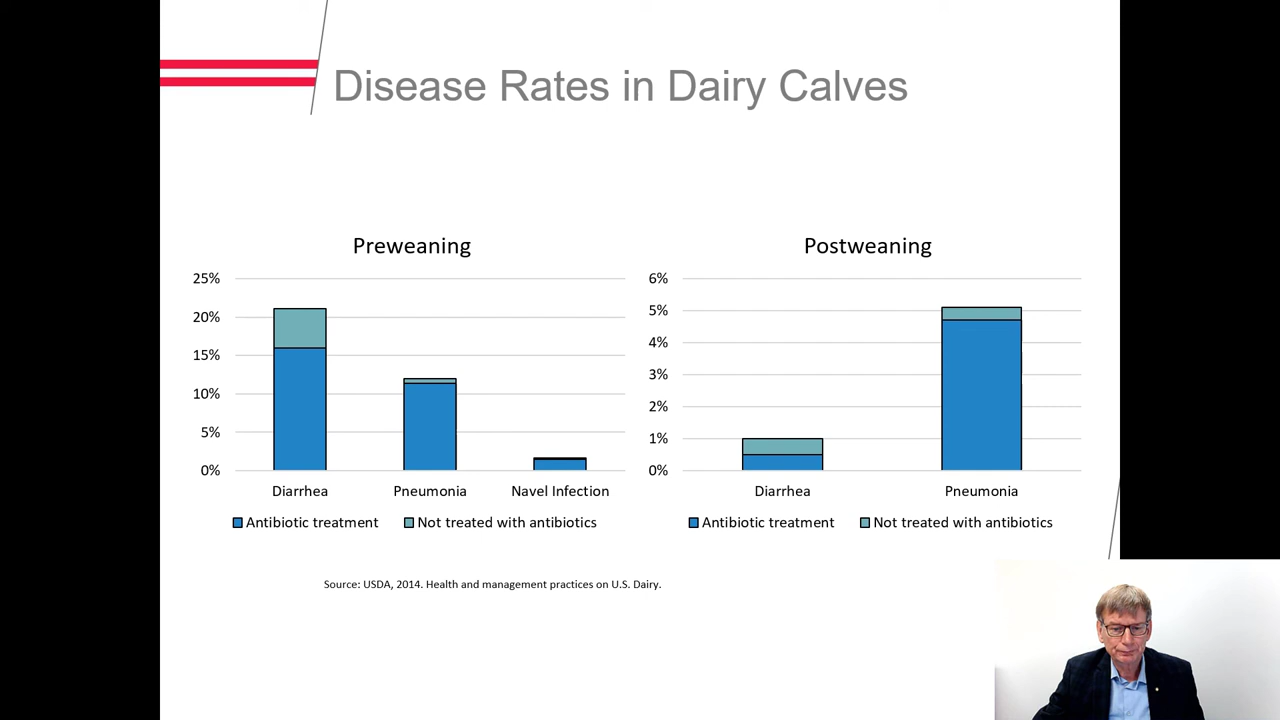 Disease Rates in Dairy Calves
Preweaning
25%
20%
15%
10%
5%
0%
Diarrhea
Pneumonia
Navel Infection
Antibiotic treatment
Not treated with antibiotics
Postweaning
6%
5%
4%
3%
2%
1%
0%
Diarrhea
Pneumonia
Antibiotic treatment
Not treated with antibiotics
Source: USDA, 2014. Health and management practices on U.S. Dairy.